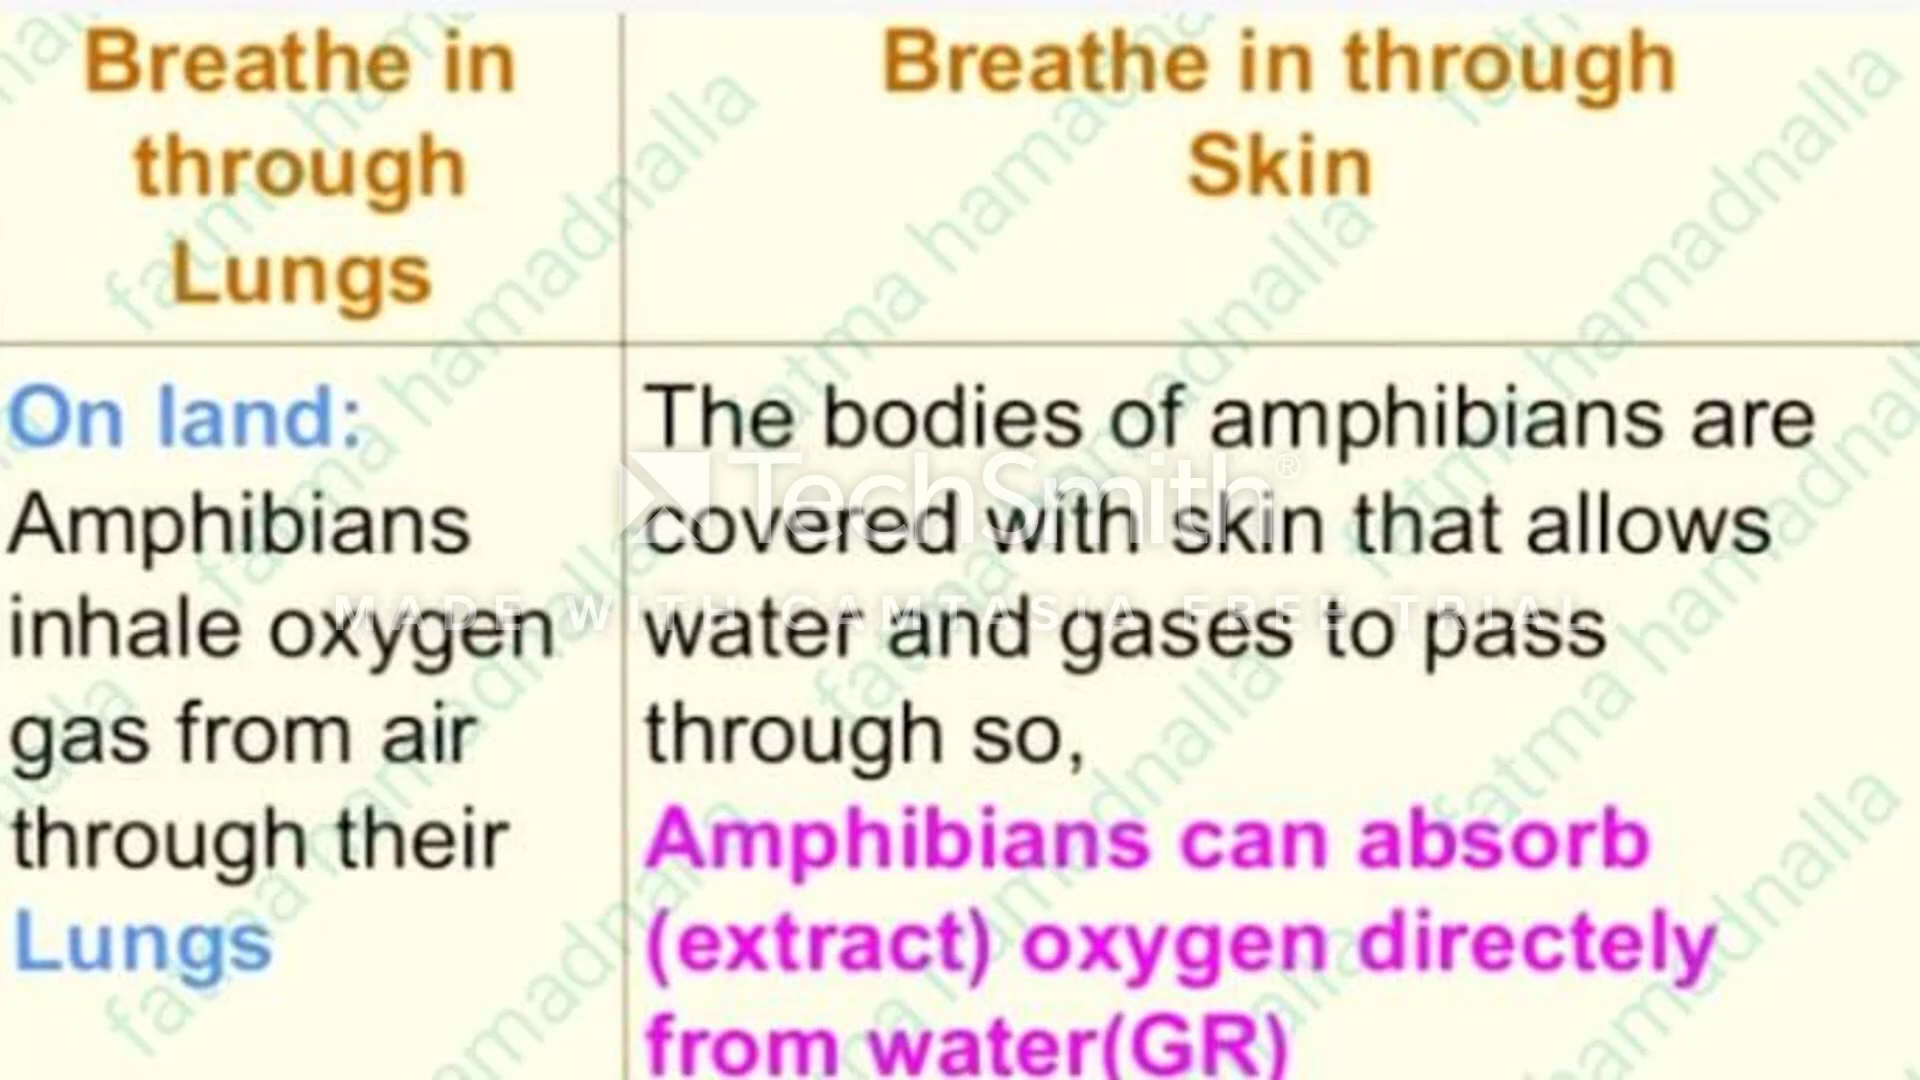 Breathe in
through
Lungs
Breathe in through
Skin
On land:
Amphibians
inhale oxygen
gas from air
through their
Lungs
The bodies of amphibians are
covered with skin that allows
water and gases to pass
through so,
Amphibians can absorb
(extract) oxygen directely
from water(GR)
TechSmith®
MADE WITH CAMTASIA FREE TRIAL
fatma hamadnalla